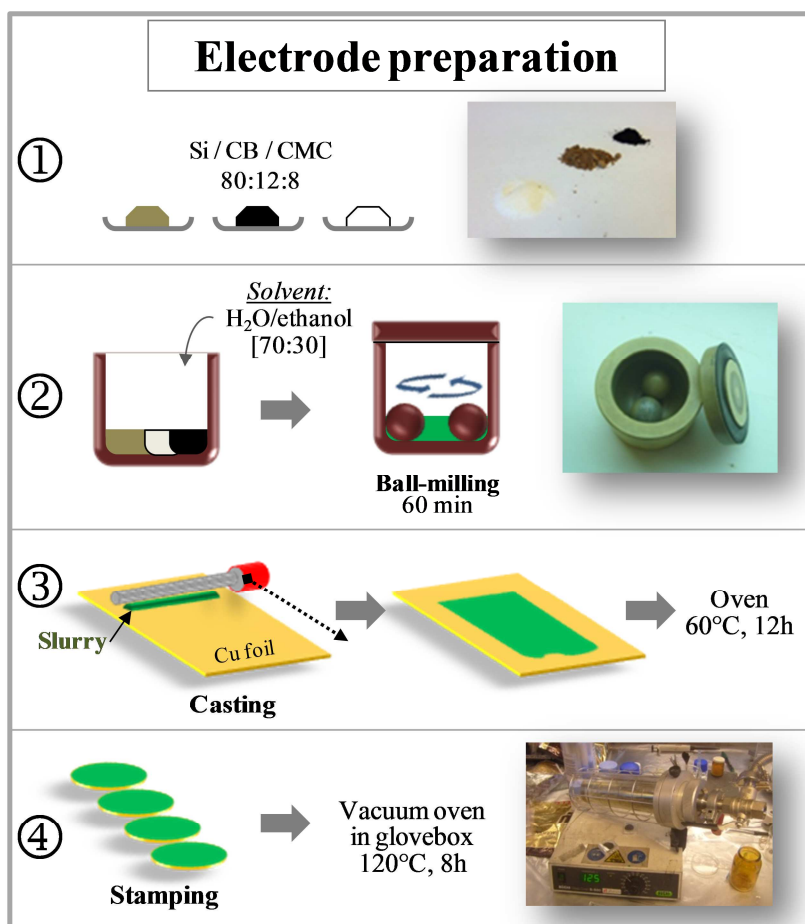 Electrode preparation
①
Si / CB / CMC
80:12:8
②
Solvent:
H₂O/ethanol
[70:30]
Ball-milling
60 min
③
Slurry
Cu foil
Casting
Oven
60°C, 12h
④
Stamping
Vacuum oven
in glovebox
120°C, 8h
125